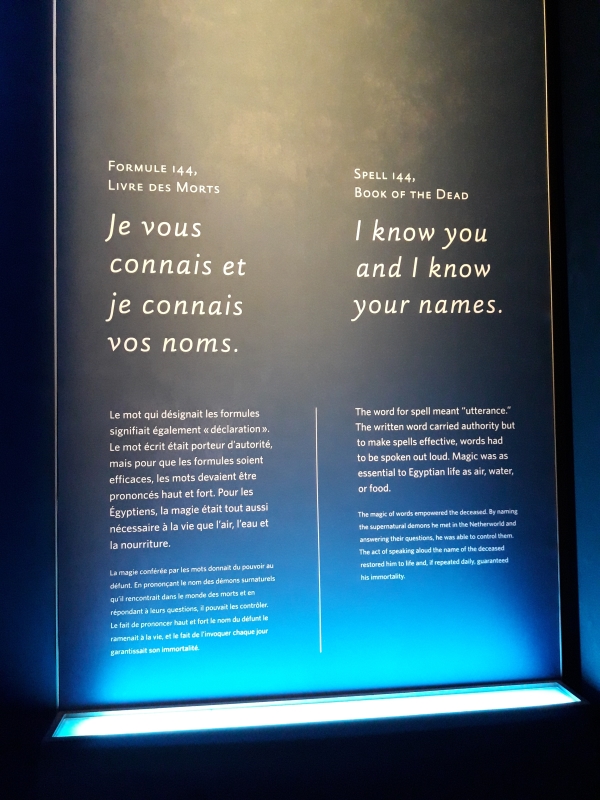 Formule 144,
Livre des Morts
Je vous
connais et
je connais
vos noms.
Le mot qui désignait les formules
signifiait également « déclaration ».
Le mot écrit était porteur d'autorité,
mais pour que les formules soient
efficaces, les mots devaient être
prononcés haut et fort. Pour les
Égyptiens, la magie était tout aussi
nécessaire à la vie que l'air, l'eau et
la nourriture.
La magie conférée par les mots donnait du pouvoir au
défunt. En prononçant le nom des démons surnaturels
qu'il rencontrait dans le monde des morts et en
répondant à leurs questions, il pouvait les contrôler.
Le fait de prononcer haut et fort le nom du défunt le
ramenait à la vie, et le fait de l'invoquer chaque jour
garantissait son immortalité.
Spell 144,
Book of the Dead
I know you
and I know
your names.
The word for spell meant "utterance."
The written word carried authority but
to make spells effective, words had
to be spoken out loud. Magic was as
essential to Egyptian life as air, water,
or food.
The magic of words empowered the deceased. By naming
the supernatural demons he met in the Netherworld and
answering their questions, he was able to control them.
The act of speaking aloud the name of the deceased
restored him to life and, if repeated daily, guaranteed
his immortality.